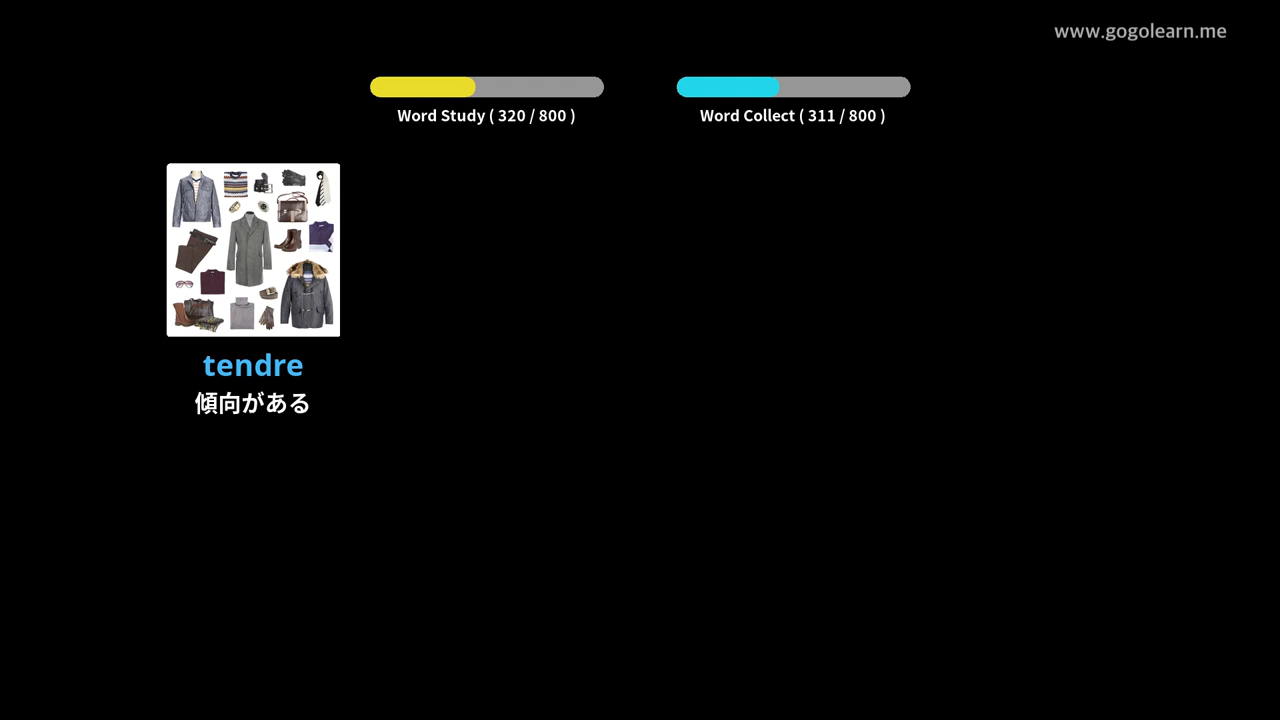 www.gogolearn.me
Word Study ( 320 / 800 )
Word Collect ( 311 / 800 )
tendre
傾向がある